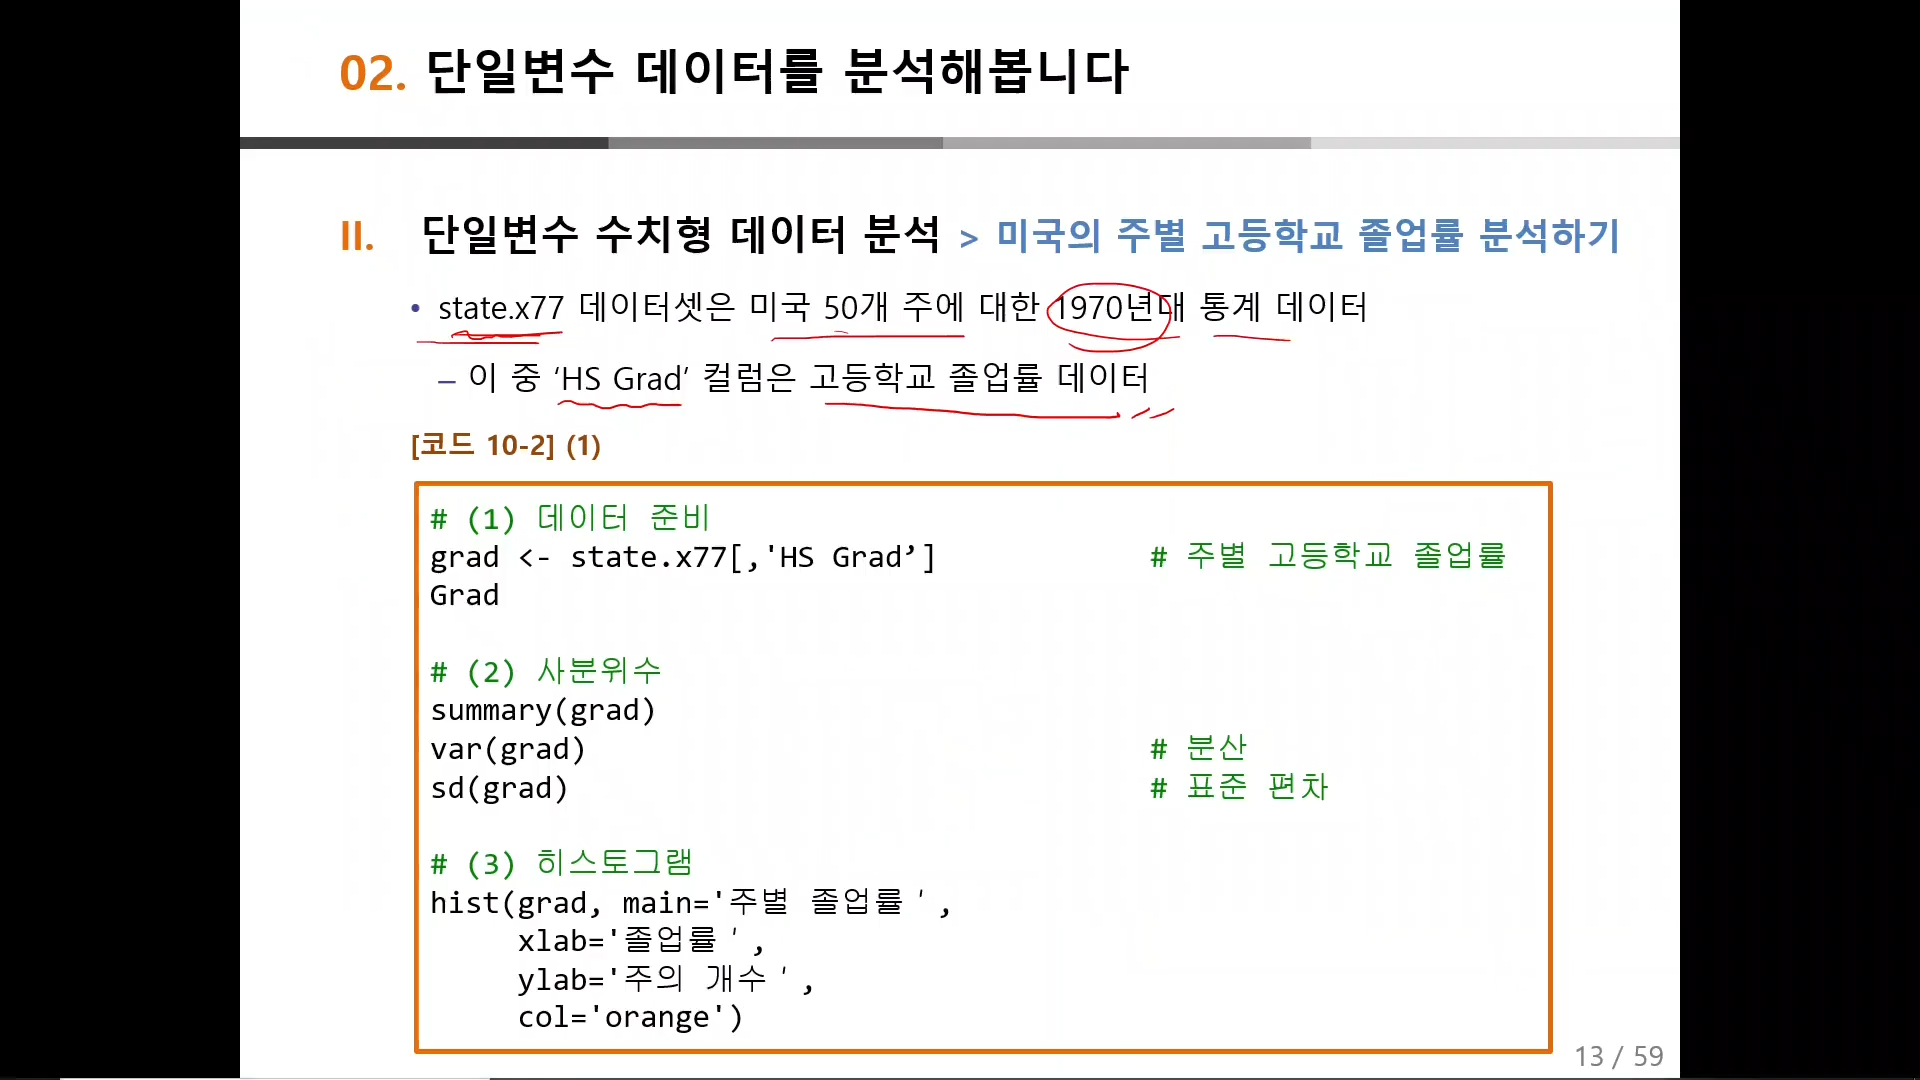 02. 단일변수 데이터를 분석해봅니다
II. 단일변수 수치형 데이터 분석 > 미국의 주별 고등학교 졸업률 분석하기
• state.x77 데이터셋은 미국 50개 주에 대한 1970년대 통계 데이터
– 이 중 ‘HS Grad’ 컬럼은 고등학교 졸업률 데이터
[코드 10-2] (1)
# (1) 데이터 준비
grad <- state.x77[,'HS Grad’] # 주별 고등학교 졸업률
Grad
# (2) 사분위수
summary(grad)
var(grad) # 분산
sd(grad) # 표준 편차
# (3) 히스토그램
hist(grad, main='주별 졸업률',
xlab='졸업률',
ylab='주의 개수',
col='orange')
13 / 59